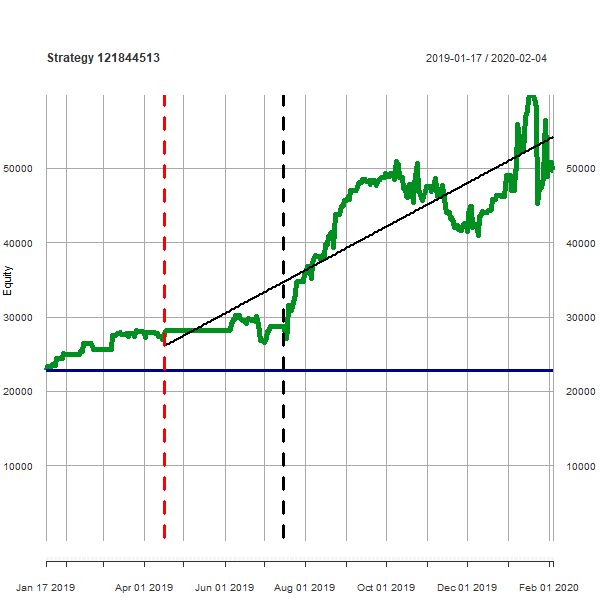 Strategy 121844513
2019-01-17 / 2020-02-04
Equity
50000
50000
40000
40000
30000
30000
20000
20000
10000
10000
Jan 17 2019
Apr 01 2019
Jun 01 2019
Aug 01 2019
Oct 01 2019
Dec 01 2019
Feb 01 2020